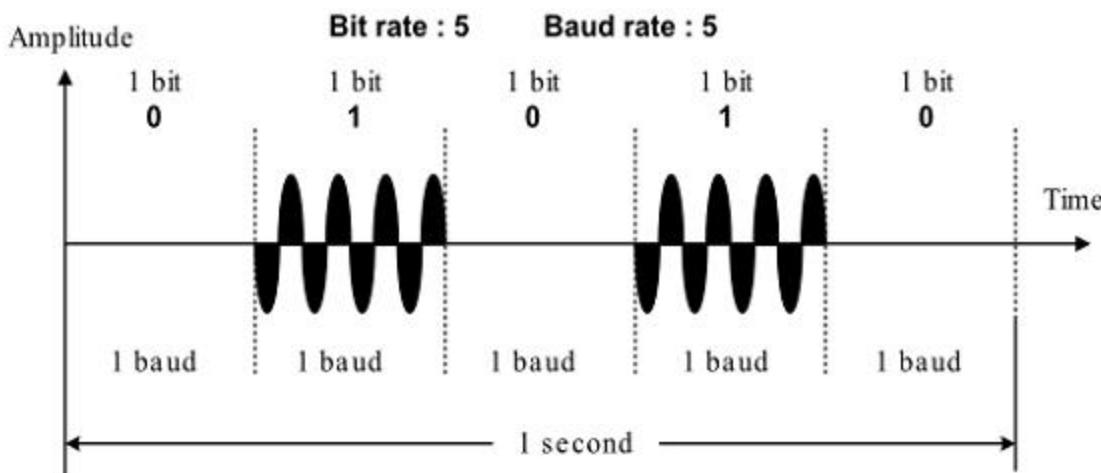 Bit rate : 5 Baud rate : 5
Amplitude
1 bit 1 bit 1 bit 1 bit 1 bit
0 1 0 1 0
Time
1 baud 1 baud 1 baud 1 baud 1 baud
1 second